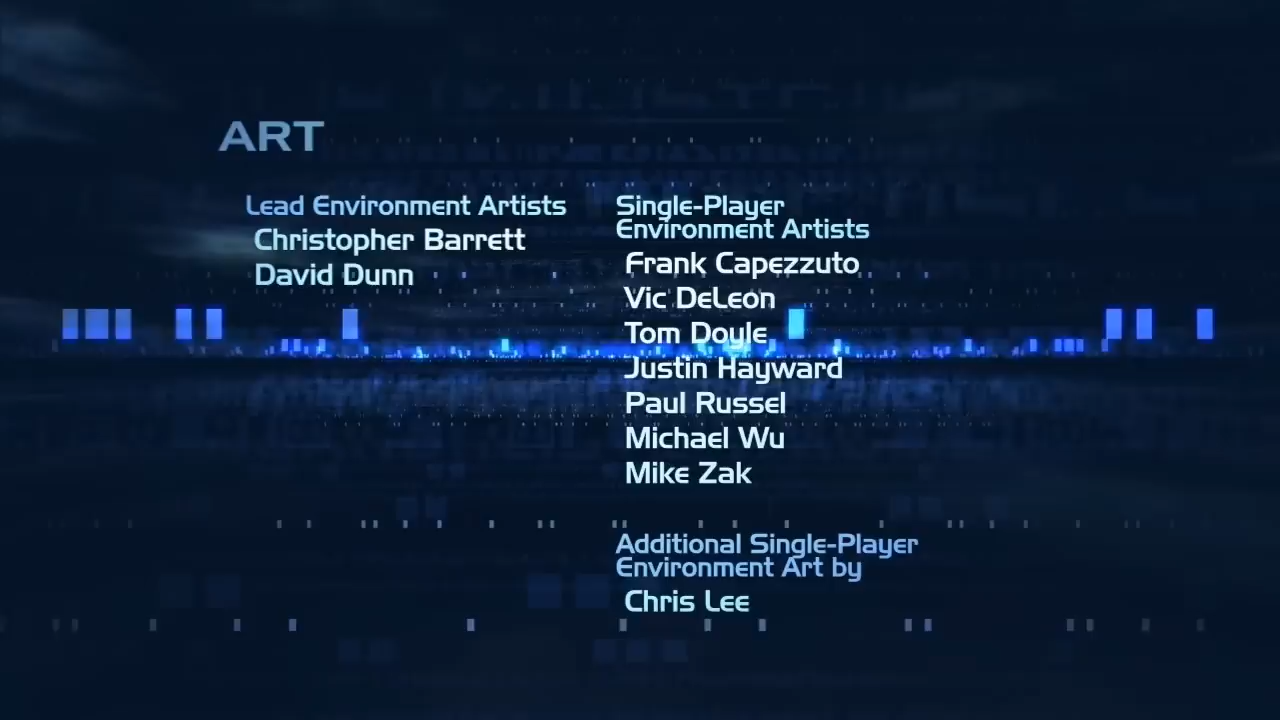 ART
Lead Environment Artists
Christopher Barrett
David Dunn
Single-Player
Environment Artists
Frank Capezzuto
Vic DeLeon
Tom Doyle
Justin Hayward
Paul Russel
Michael Wu
Mike Zak
Additional Single-Player
Environment Art by
Chris Lee